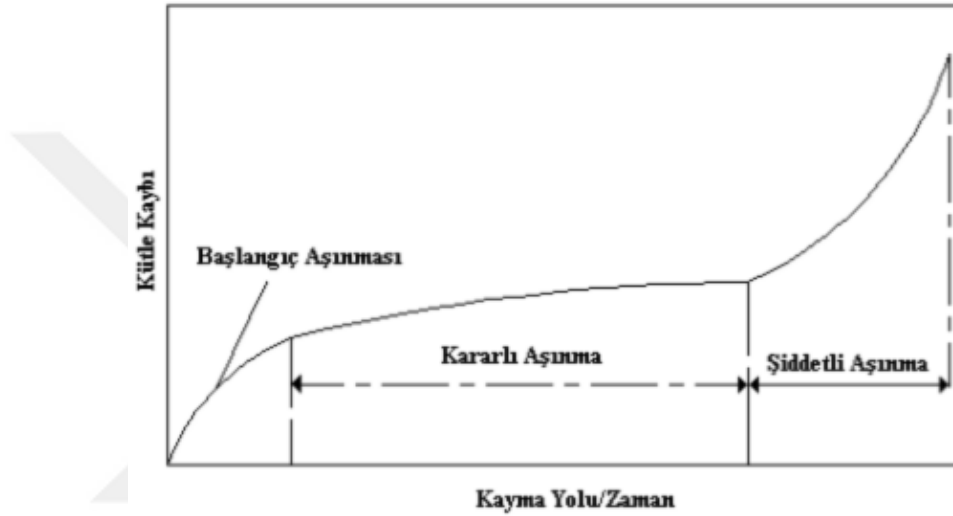 Kütle Kaybı
Başlangıç Aşınması
Kararlı Aşınma
Şiddetli Aşınma
Kayma Yolu/Zaman